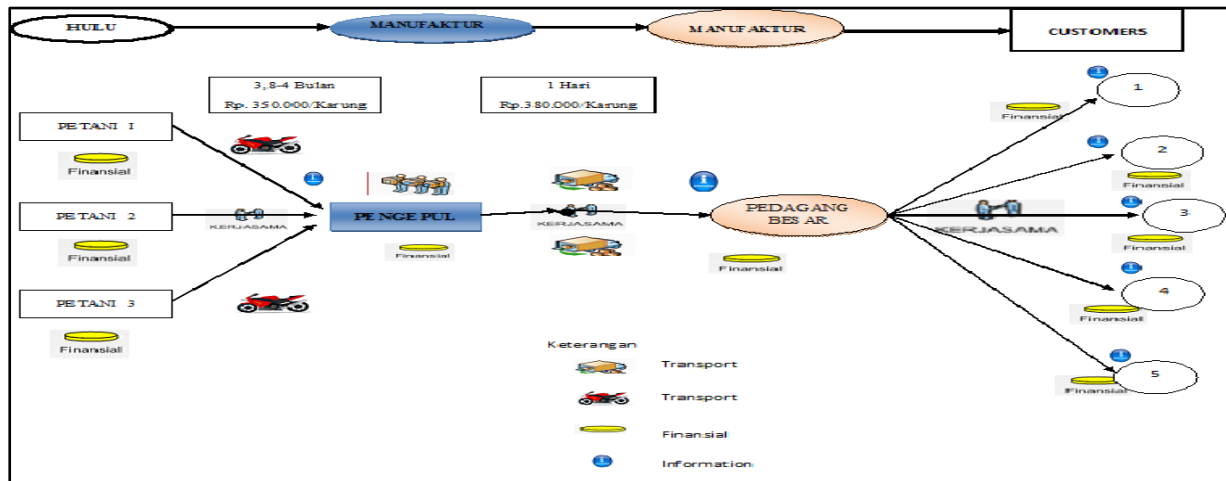 HULU
MANUFAKTUR
MANUFAKTUR
CUSTOMERS
3,8-4 Bulan
Rp. 350.000/Karung
1 Hari
Rp.380.000/Karung
1
Finansial
PETANI 1
Finansial
2
Finansial
PETANI 2
KERJASAMA
PENGEPUL
KERJASAMA
PEDAGANG
BESAR
KERJASAMA
3
Finansial
Finansial
Finansial
Finansial
PETANI 3
4
Finansial
Finansial
5
Finansial
Keterangan
Transport
Transport
Finansial
Information